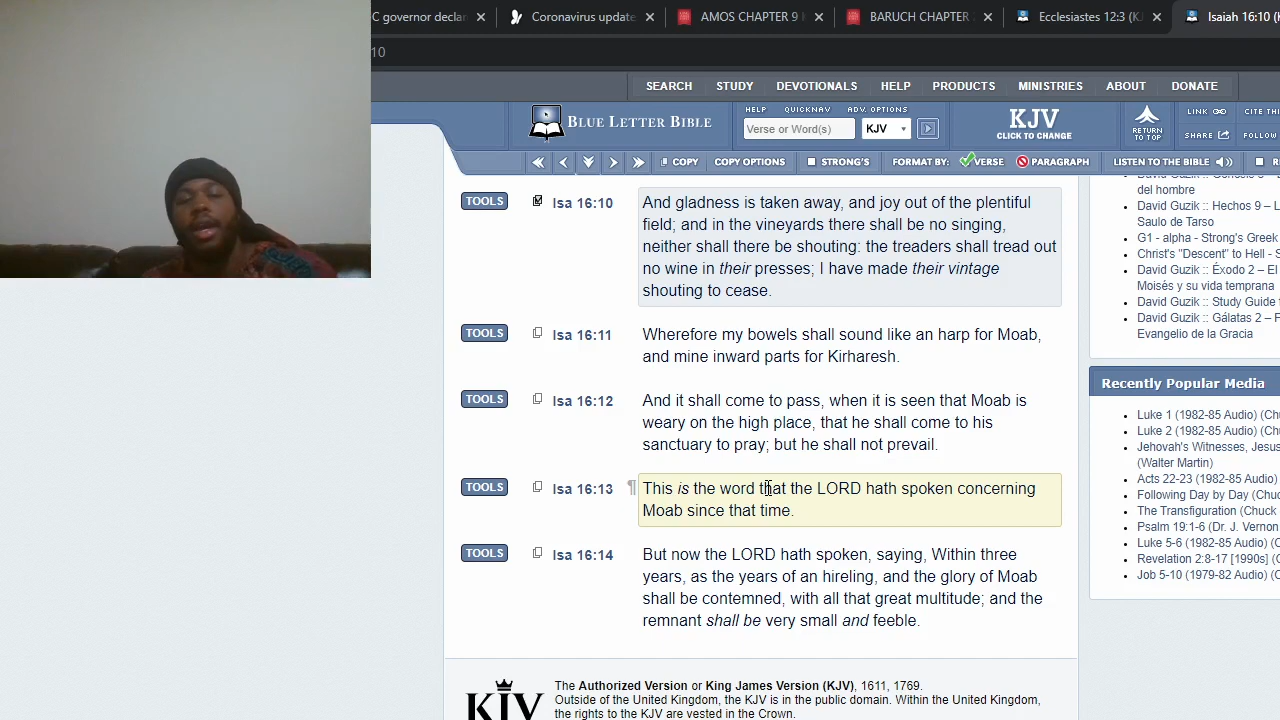 C governor declar
Coronavirus update
AMOS CHAPTER 9
BARUCH CHAPTER
Ecclesiastes 12:3 (KJ
Isaiah 16:10 (K
10
SEARCH STUDY DEVOTIONALS HELP PRODUCTS MINISTRIES ABOUT DONATE
BLUE LETTER BIBLE
HELP QUICKNAV ADV. OPTIONS
Verse or Word(s) KJV
KJV
CLICK TO CHANGE
RETURN
TO TOP
LINK CITE THI
SHARE FOLLOW
COPY COPY OPTIONS STRONG'S FORMAT BY: VERSE PARAGRAPH LISTEN TO THE BIBLE
TOOLS Isa 16:10 And gladness is taken away, and joy out of the plentiful
field; and in the vineyards there shall be no singing,
neither shall there be shouting: the treaders shall tread out
no wine in their presses; I have made their vintage
shouting to cease.
TOOLS Isa 16:11 Wherefore my bowels shall sound like an harp for Moab,
and mine inward parts for Kirharesh.
TOOLS Isa 16:12 And it shall come to pass, when it is seen that Moab is
weary on the high place, that he shall come to his
sanctuary to pray; but he shall not prevail.
TOOLS Isa 16:13 ¶ This is the word that the LORD hath spoken concerning
Moab since that time.
TOOLS Isa 16:14 But now the LORD hath spoken, saying, Within three
years, as the years of an hireling, and the glory of Moab
shall be contemned, with all that great multitude; and the
remnant shall be very small and feeble.
KJV
The Authorized Version or King James Version (KJV), 1611, 1769.
Outside of the United Kingdom, the KJV is in the public domain. Within the United Kingdom,
the rights to the KJV are vested in the Crown.
David Guzik :: Génesis 3 –
del hombre
David Guzik :: Hechos 9 – L
Saulo de Tarso
G1 - alpha - Strong's Greek
Christ's "Descent" to Hell - S
David Guzik :: Éxodo 2 – El
Moisés y su vida temprana
David Guzik :: Study Guide
David Guzik :: Gálatas 2 – F
Evangelio de la Gracia
Recently Popular Media
Luke 1 (1982-85 Audio) (Chu
Luke 2 (1982-85 Audio) (Chu
Jehovah's Witnesses, Jesus
(Walter Martin)
Acts 22-23 (1982-85 Audio)
Following Day by Day (Chuc
The Transfiguration (Chuck
Psalm 19:1-6 (Dr. J. Vernon
Luke 5-6 (1982-85 Audio) (C
Revelation 2:8-17 [1990s] (C
Job 5-10 (1979-82 Audio) (C